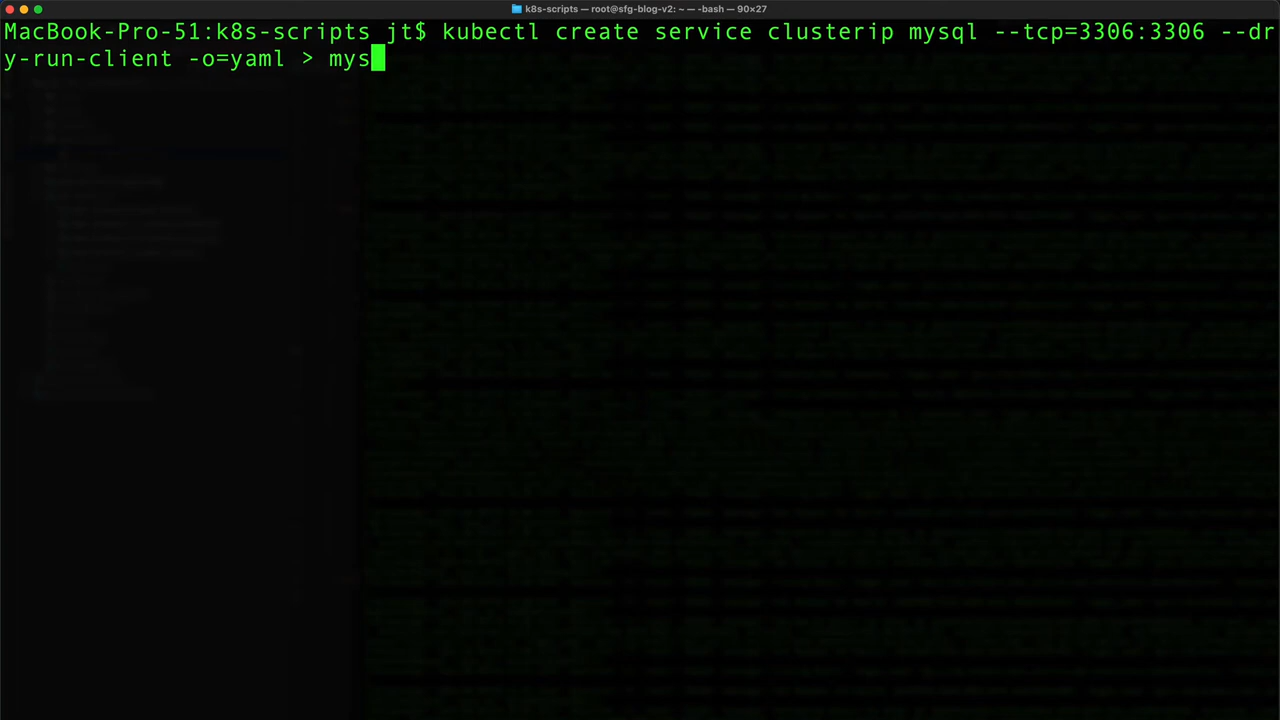 k8s-scripts — root@sfg-blog-v2: ~ — -bash — 90×27
MacBook-Pro-51:k8s-scripts jt$ kubectl create service clusterip mysql --tcp=3306:3306 --dr
y-run-client -o=yaml > mys